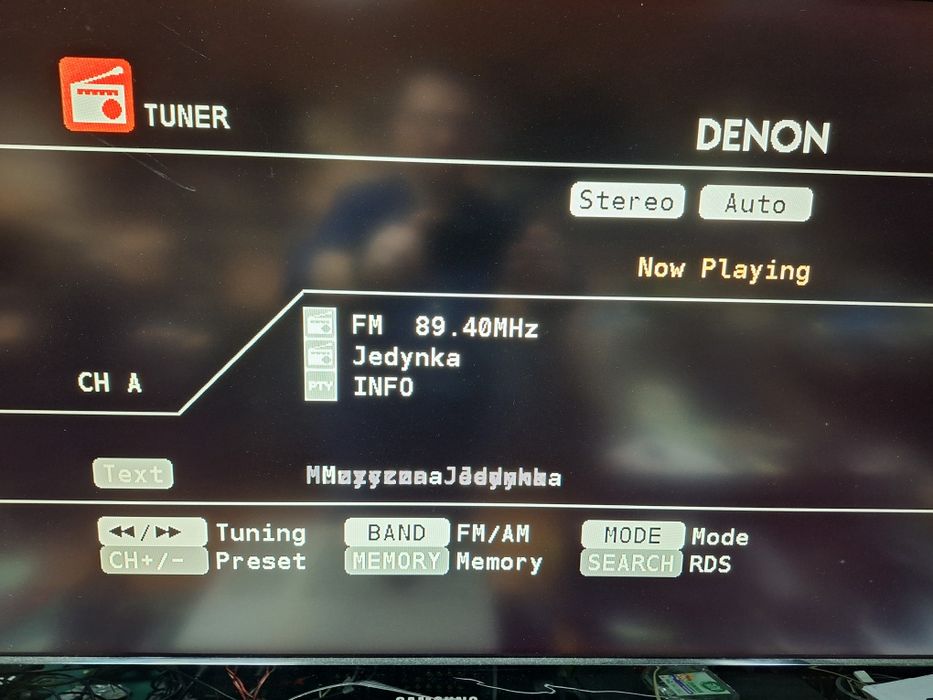 TUNER
DENON
Stereo Auto
Now Playing
FM 89.40MHz
Jedynka
PTY INFO
CH A
Text
◀◀/▶▶ Tuning BAND FM/AM MODE Mode
CH+/- Preset MEMORY Memory SEARCH RDS
SAMSUNG